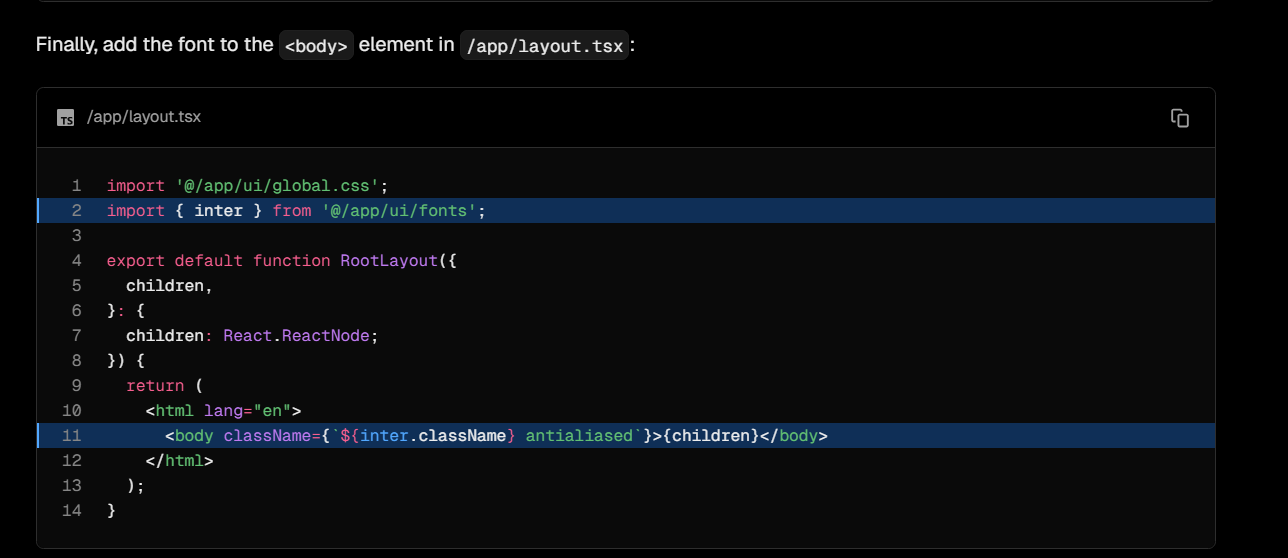 Finally, add the font to the <body> element in /app/layout.tsx:
TS /app/layout.tsx
1 import '@/app/ui/global.css';
2 import { inter } from '@/app/ui/fonts';
3
4 export default function RootLayout({
5   children,
6 }: {
7   children: React.ReactNode;
8 }) {
9   return (
10     <html lang="en">
11       <body className={`${inter.className} antialiased`}>{children}</body>
12     </html>
13   );
14 }